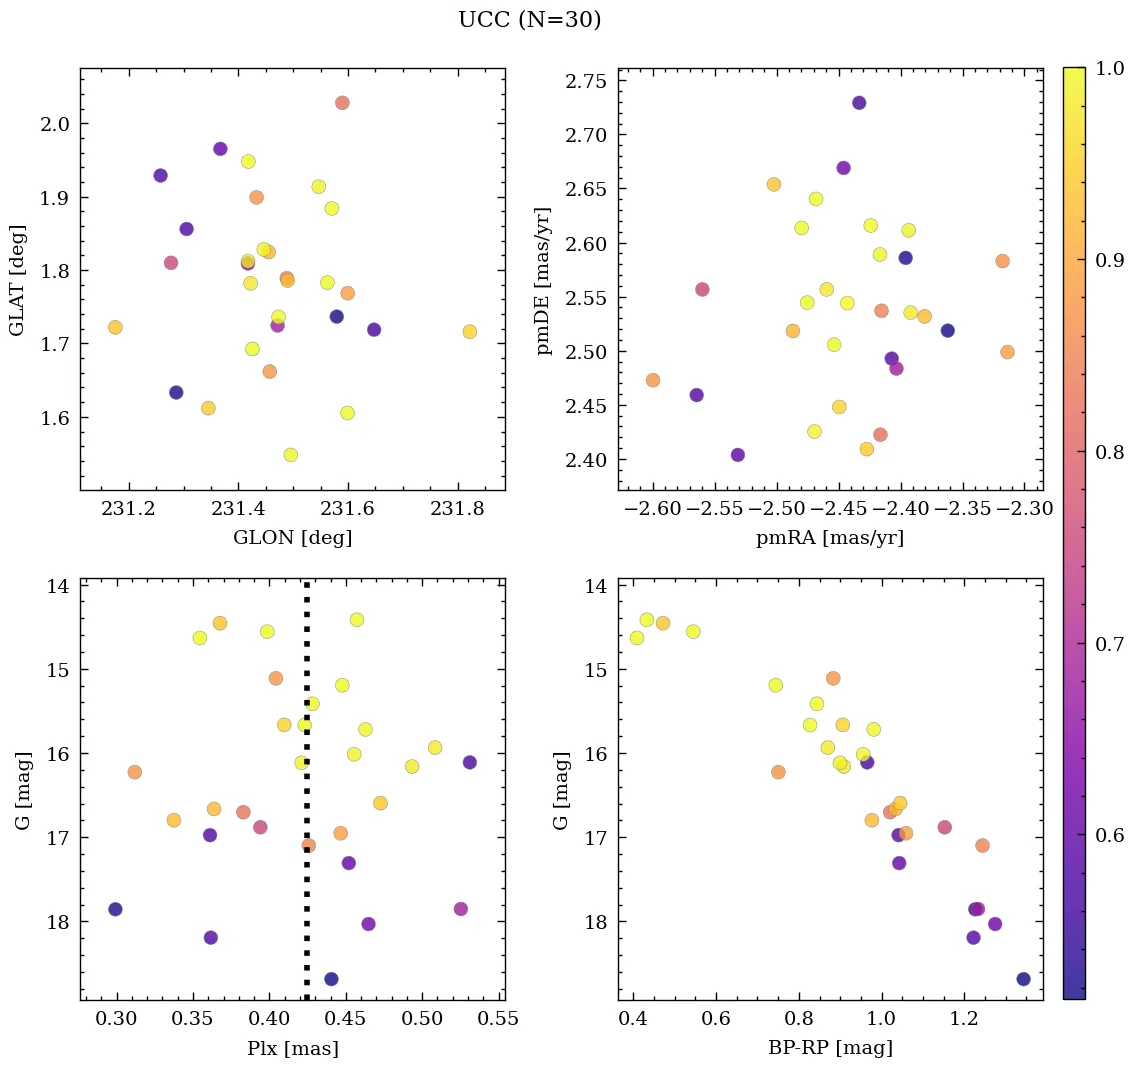 UCC (N=30)
2.0
1.9
1.8
1.7
1.6
GLAT [deg]
231.2 231.4 231.6 231.8
GLON [deg]
2.75
2.70
2.65
2.60
2.55
2.50
2.45
2.40
pmDE [mas/yr]
−2.60 −2.55 −2.50 −2.45 −2.40 −2.35 −2.30
pmRA [mas/yr]
14
15
16
17
18
G [mag]
0.30 0.35 0.40 0.45 0.50 0.55
Plx [mas]
14
15
16
17
18
G [mag]
0.4 0.6 0.8 1.0 1.2
BP-RP [mag]
1.0
0.9
0.8
0.7
0.6